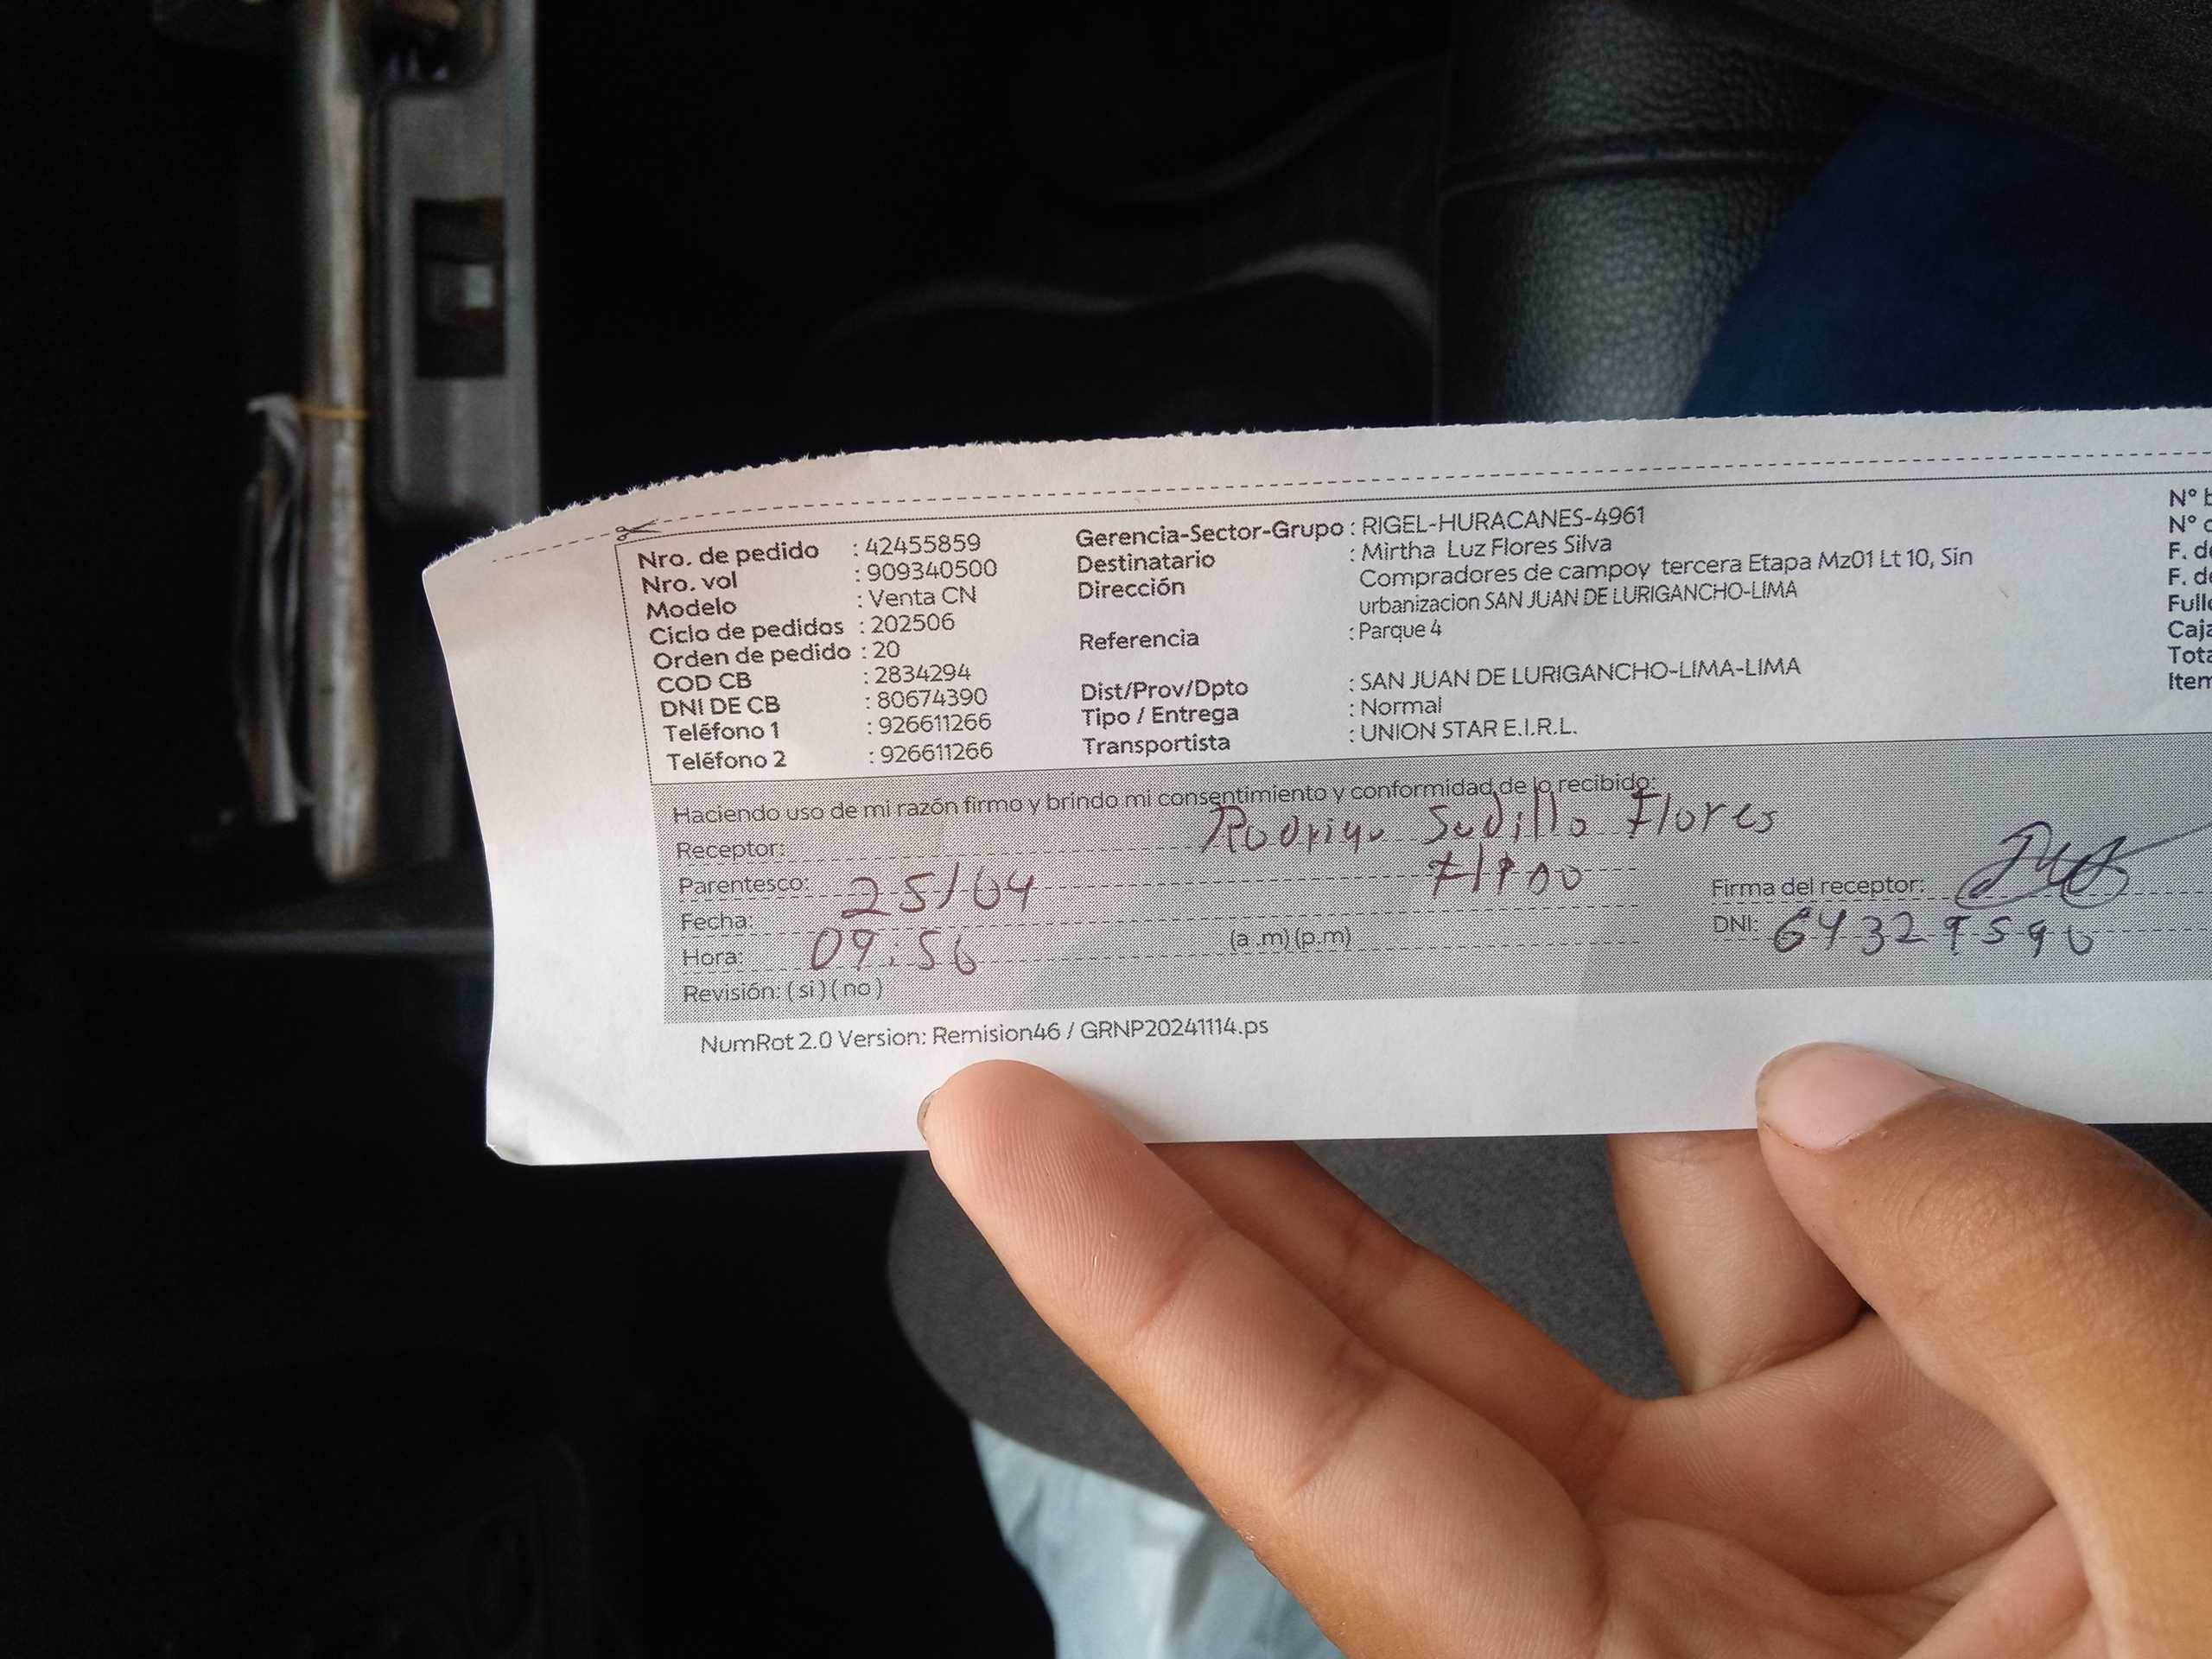 Nro. de pedido : 42455859
Nro. vol : 909340500
Modelo : Venta CN
Ciclo de pedidos : 202506
Orden de pedido : 20
COD CB : 2834294
DNI DE CB : 80674390
Teléfono 1 : 926611266
Teléfono 2 : 926611266
Gerencia-Sector-Grupo : RIGEL-HURACANES-4961
Destinatario : Mirtha Luz Flores Silva
Dirección Compradores de campoy tercera Etapa Mz01 Lt 10, Sin
urbanizacion SAN JUAN DE LURIGANCHO-LIMA
Referencia : Parque 4
Dist/Prov/Dpto : SAN JUAN DE LURIGANCHO-LIMA-LIMA
Tipo / Entrega : Normal
Transportista : UNION STAR E.I.R.L.
N°
N°
F. de
F. de
Haciendo uso de mi razón firmo y brindo mi consentimiento y conformidad de lo recibido:
Receptor: Rodrigo Flores
Parentesco:
Fecha: 25/04
Hora: 09:56 (a .m) (p.m)
Revisión: ( si ) ( no )
Firma del receptor:
DNI:
NumRot 2.0 Version: Remision46 / GRNP20241114.ps